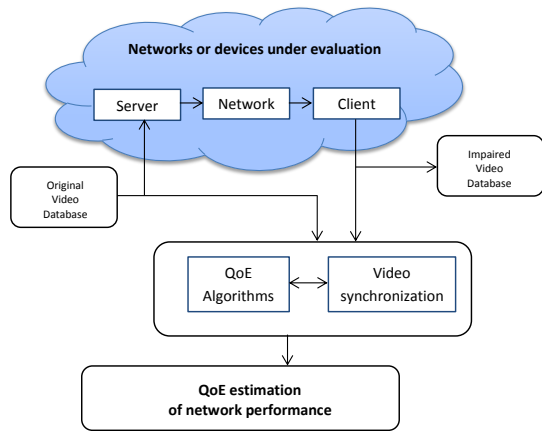 Networks or devices under evaluation
Server
Network
Client
Original
Video
Database
Impaired
Video
Database
QoE
Algorithms
Video
synchronization
QoE estimation
of network performance